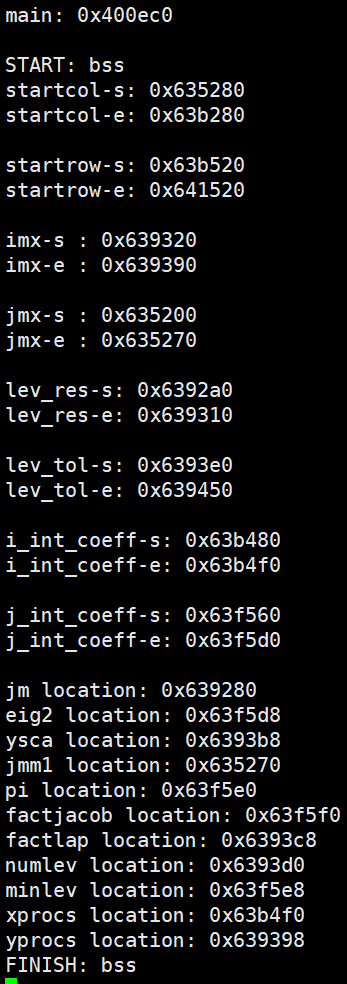 main: 0x400ec0
START: bss
startcol-s: 0x635280
startcol-e: 0x63b280
startrow-s: 0x63b520
startrow-e: 0x641520
imx-s : 0x639320
imx-e : 0x639390
jmx-s : 0x635200
jmx-e : 0x635270
lev_res-s: 0x6392a0
lev_res-e: 0x639310
lev_tol-s: 0x6393e0
lev_tol-e: 0x639450
i_int_coeff-s: 0x63b480
i_int_coeff-e: 0x63b4f0
j_int_coeff-s: 0x63f560
j_int_coeff-e: 0x63f5d0
jm location: 0x639280
eig2 location: 0x63f5d8
ysca location: 0x6393b8
jmm1 location: 0x635270
pi location: 0x63f5e0
factjacob location: 0x63f5f0
factlap location: 0x6393c8
numlev location: 0x6393d0
minlev location: 0x63f5e8
xprocs location: 0x63b4f0
yprocs location: 0x639398
FINISH: bss